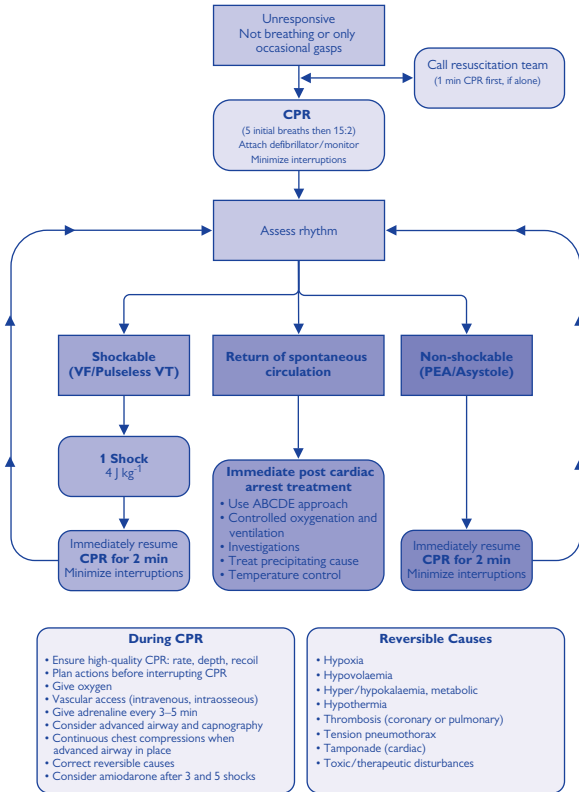 Unresponsive
Not breathing or only
occasional gasps
Call resuscitation team
(1 min CPR first, if alone)
CPR
(5 initial breaths then 15:2)
Attach defibrillator/monitor
Minimize interruptions
Assess rhythm
Shockable
(VF/Pulseless VT)
Return of spontaneous
circulation
Non-shockable
(PEA/Asystole)
1 Shock
4 J kg⁻¹
Immediate post cardiac
arrest treatment
• Use ABCDE approach
• Controlled oxygenation and
ventilation
• Investigations
• Treat precipitating cause
• Temperature control
Immediately resume
CPR for 2 min
Minimize interruptions
Immediately resume
CPR for 2 min
Minimize interruptions
During CPR
• Ensure high-quality CPR: rate, depth, recoil
• Plan actions before interrupting CPR
• Give oxygen
• Vascular access (intravenous, intraosseous)
• Give adrenaline every 3–5 min
• Consider advanced airway and capnography
• Continuous chest compressions when
advanced airway in place
• Correct reversible causes
• Consider amiodarone after 3 and 5 shocks
Reversible Causes
• Hypoxia
• Hypovolaemia
• Hyper/hypokalaemia, metabolic
• Hypothermia
• Thrombosis (coronary or pulmonary)
• Tension pneumothorax
• Tamponade (cardiac)
• Toxic/therapeutic disturbances